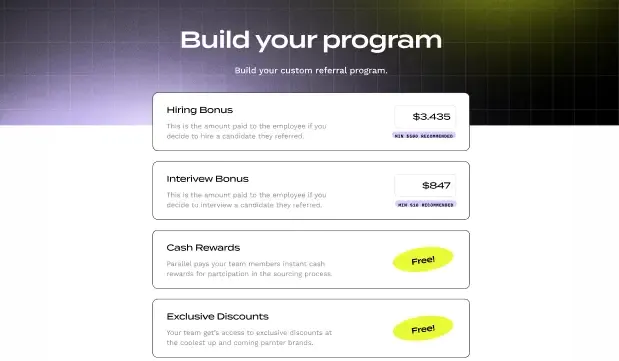 Build your program
Build your custom referral program.
Hiring Bonus
This is the amount paid to the employee if you
decide to hire a candidate they referred.
$3.435
MIN $500 RECOMMENDED
Interivew Bonus
This is the amount paid to the employee if you
decide to interview a candidate they referred.
$847
MIN $10 RECOMMENDED
Cash Rewards
Parallel pays your team members instant cash
rewards for partcipation in the sourcing process.
Free!
Exclusive Discounts
Your team get's access to exclusive discounts at
the coolest up and coming parnter brands.
Free!